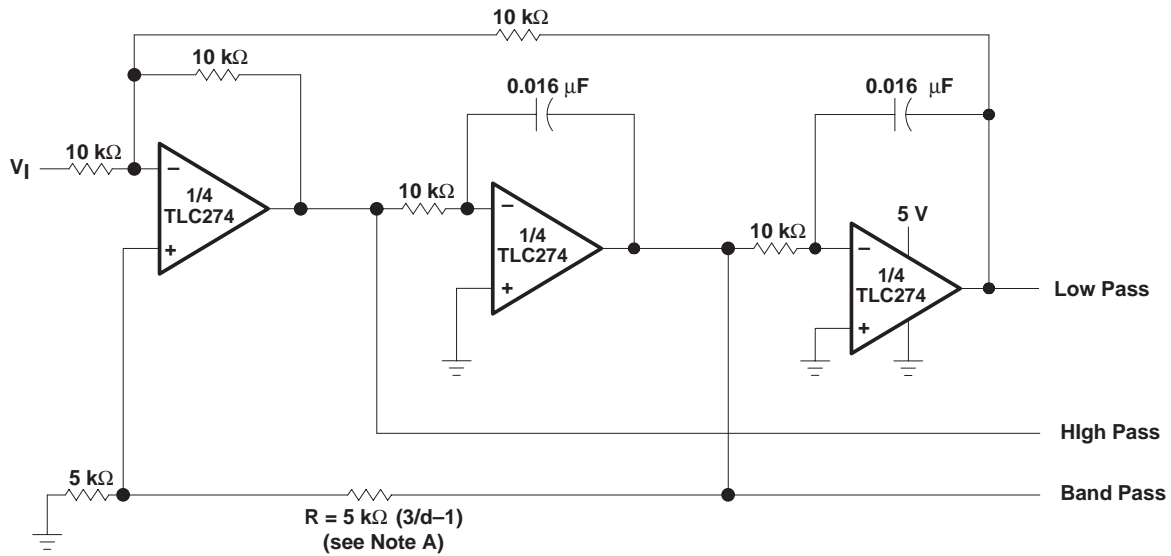 10 kΩ
10 kΩ
0.016 μF
0.016 μF
10 kΩ
VI
−
1/4
TLC274
+
10 kΩ
−
1/4
TLC274
+
10 kΩ
5 V
−
1/4
TLC274
+
Low Pass
HIgh Pass
5 kΩ
Band Pass
R = 5 kΩ (3/d–1)
(see Note A)